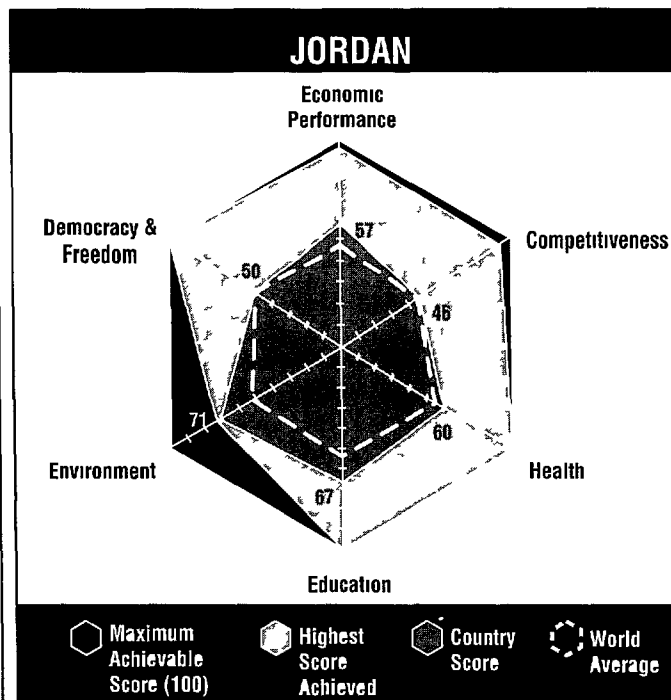 JORDAN
Economic
Performance
Democracy &
Freedom
Competitiveness
57
50
46
71
60
67
Environment
Health
Education
Maximum
Achievable
Score (100)
Highest
Score
Achieved
Country
Score
World
Average